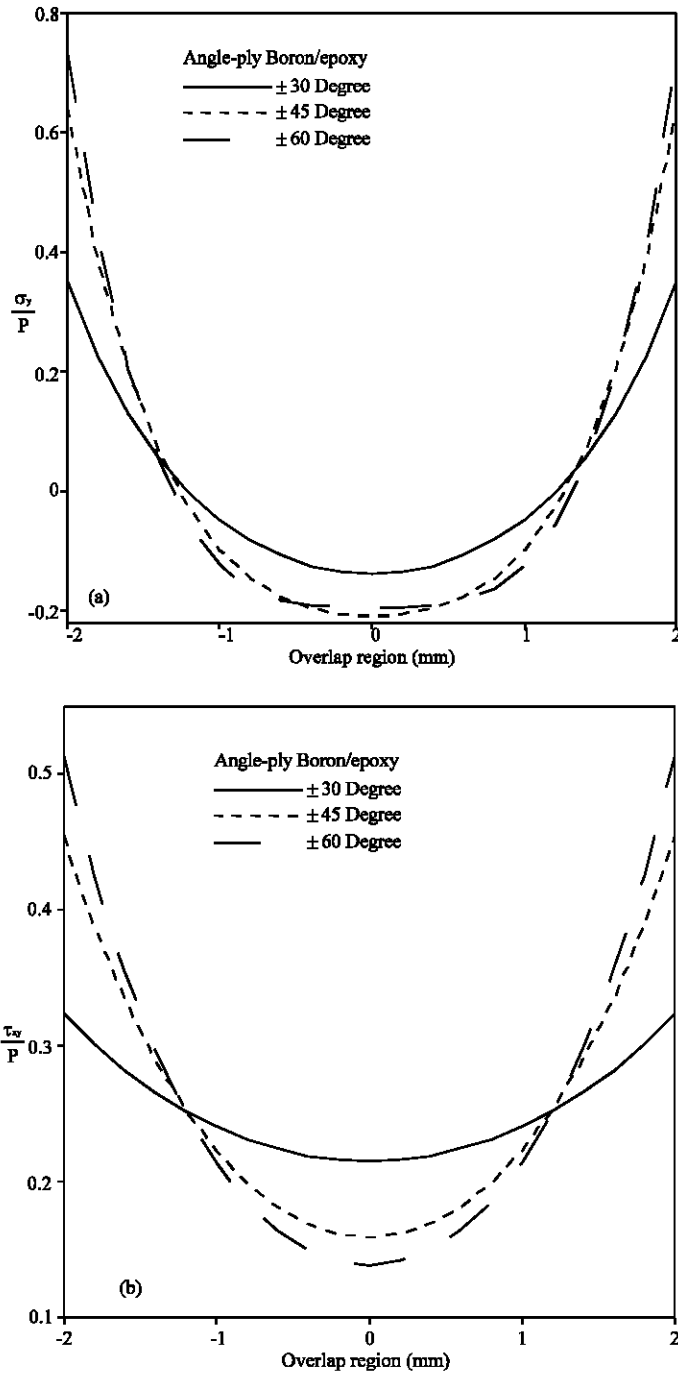 0.8
Angle-ply Boron/epoxy
±30 Degree
±45 Degree
±60 Degree
0.6
0.4
σy
P
0.2
0
(a)
-0.2
-2 -1 0 1 2
Overlap region (mm)
Angle-ply Boron/epoxy
±30 Degree
±45 Degree
±60 Degree
0.5
0.4
τxy
P
0.3
0.2
(b)
0.1
-2 -1 0 1 2
Overlap region (mm)